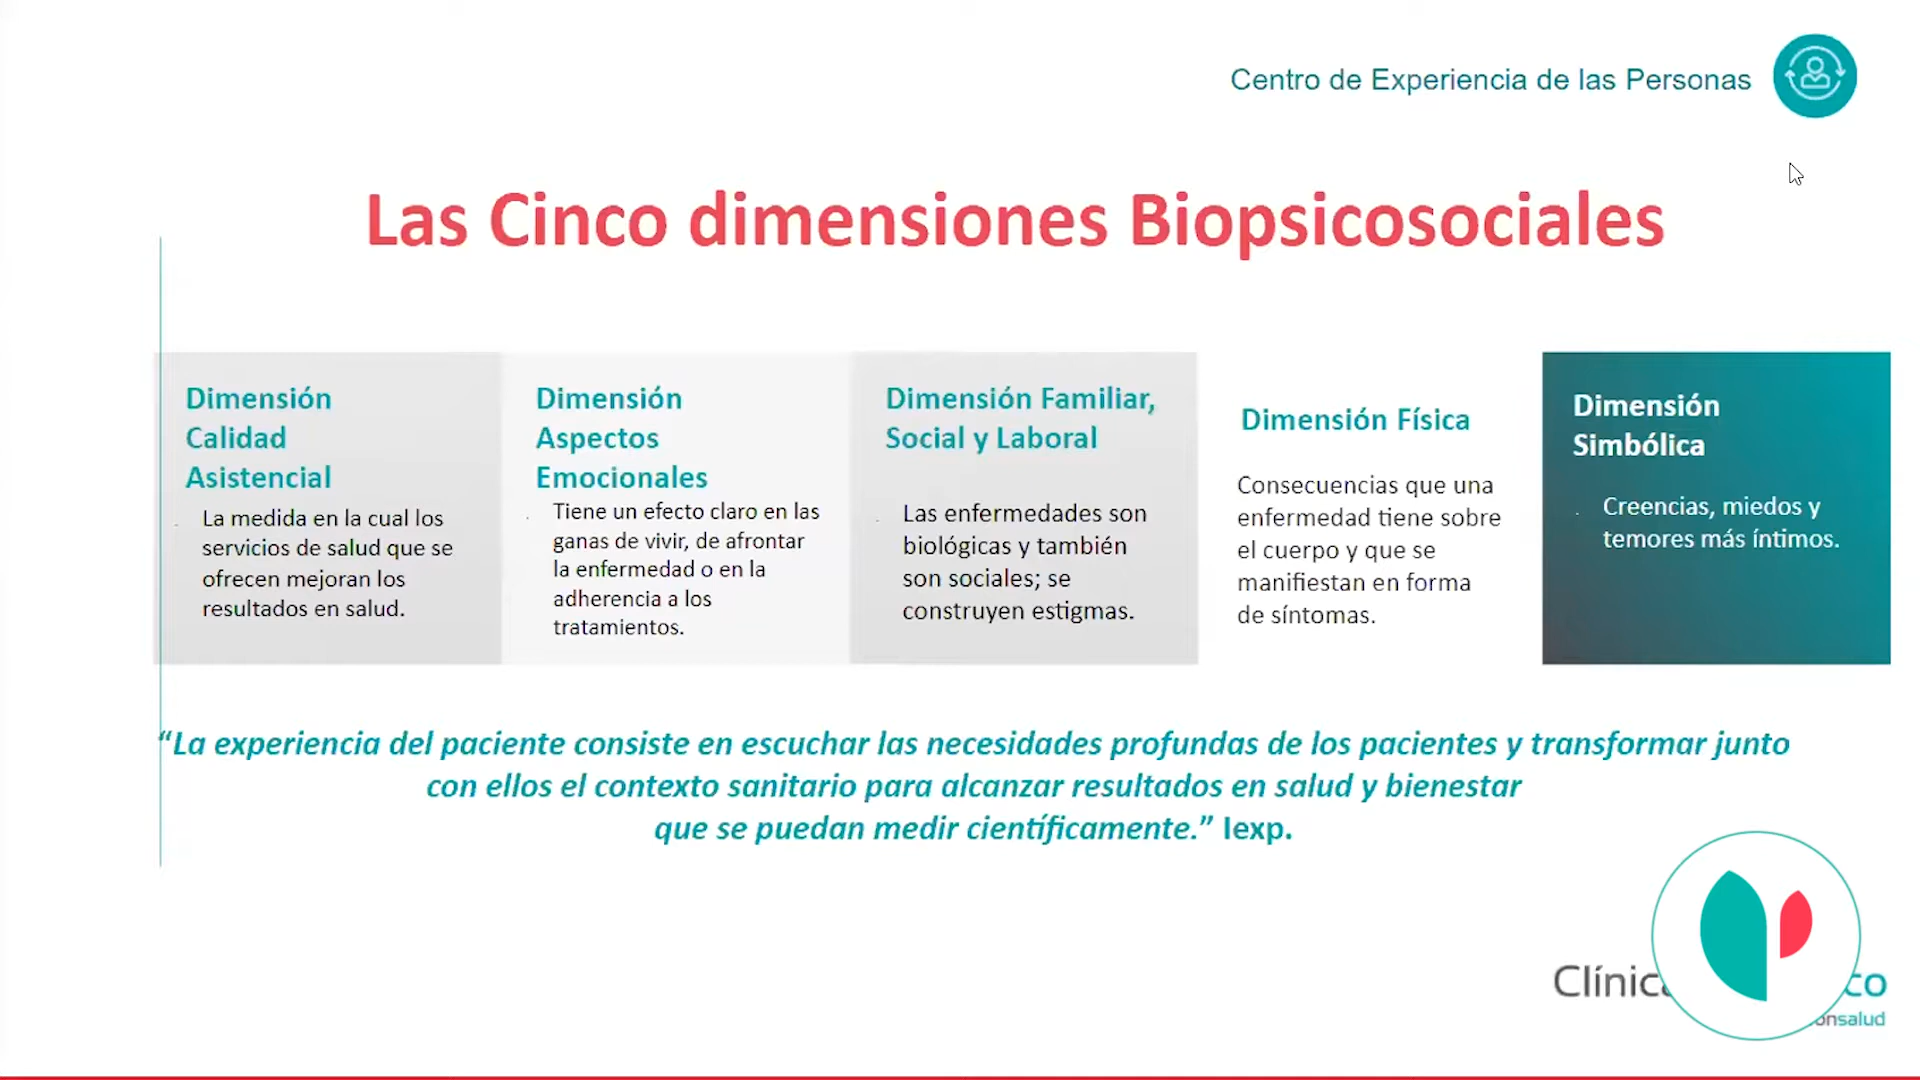 Centro de Experiencia de las Personas
Las Cinco dimensiones Biopsicosociales
Dimensión
Calidad
Asistencial
La medida en la cual los
servicios de salud que se
ofrecen mejoran los
resultados en salud.
Dimensión
Aspectos
Emocionales
Tiene un efecto claro en las
ganas de vivir, de afrontar
la enfermedad o en la
adherencia a los
tratamientos.
Dimensión Familiar,
Social y Laboral
Las enfermedades son
biológicas y también
son sociales; se
construyen estigmas.
Dimensión Física
Consecuencias que una
enfermedad tiene sobre
el cuerpo y que se
manifiestan en forma
de síntomas.
Dimensión
Simbólica
Creencias, miedos y
temores más íntimos.
“La experiencia del paciente consiste en escuchar las necesidades profundas de los pacientes y transformar junto
con ellos el contexto sanitario para alcanzar resultados en salud y bienestar
que se puedan medir científicamente.” Iexp.